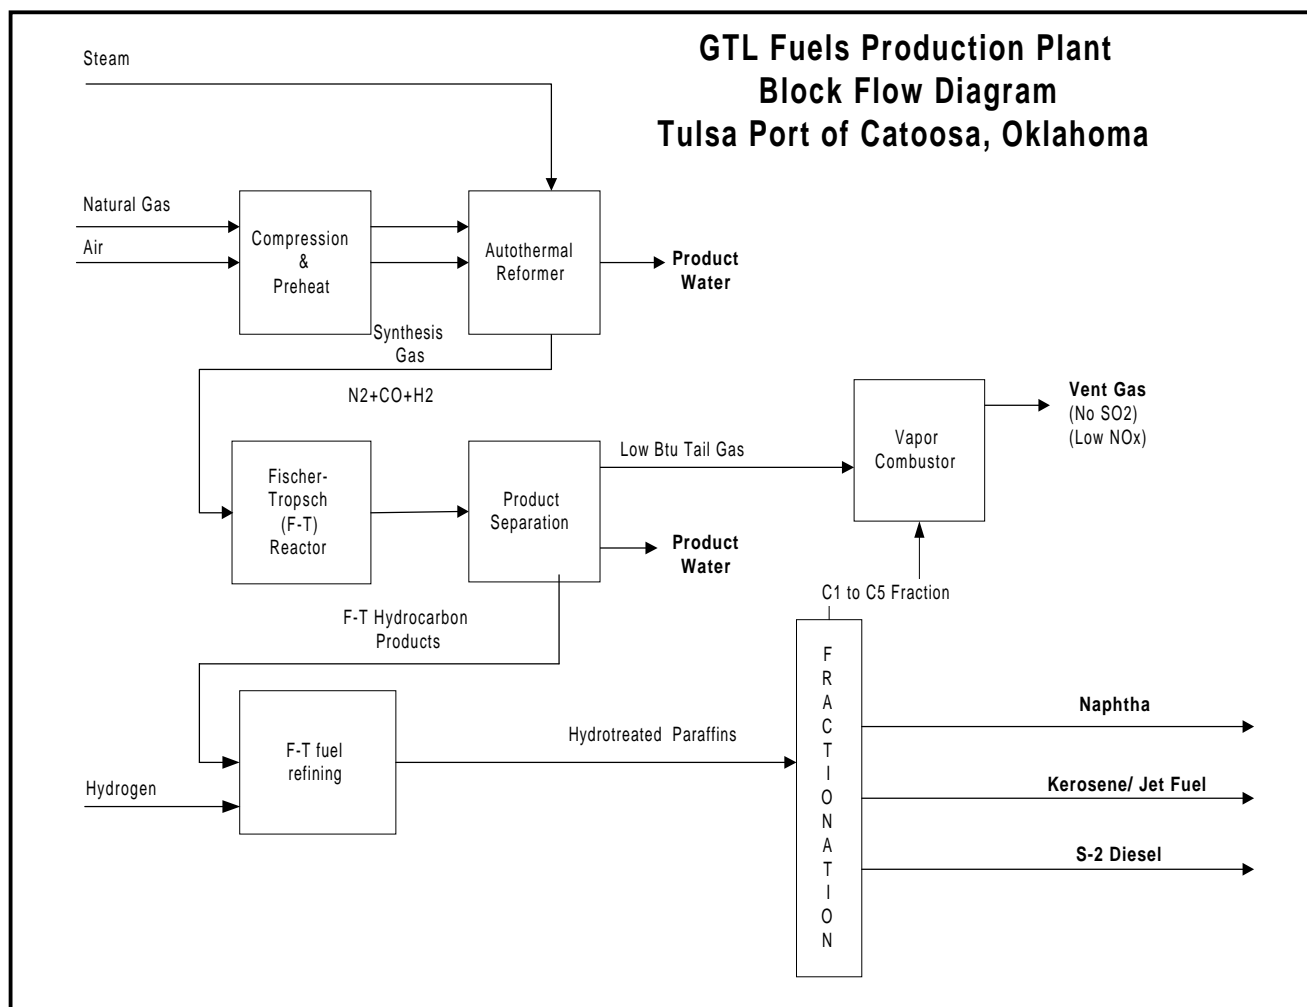 GTL Fuels Production Plant
Block Flow Diagram
Tulsa Port of Catoosa, Oklahoma
Steam
Natural Gas
Air
Compression
&
Preheat
Autothermal
Reformer
Product
Water
Synthesis
Gas
N2+CO+H2
Fischer-
Tropsch
(F-T)
Reactor
Product
Separation
Low Btu Tail Gas
Vapor
Combustor
Vent Gas
(No SO2)
(Low NOx)
Product
Water
C1 to C5 Fraction
F-T Hydrocarbon
Products
F-T fuel
refining
Hydrogen
Hydrotreated Paraffins
FRACTIONATION
Naphtha
Kerosene/ Jet Fuel
S-2 Diesel